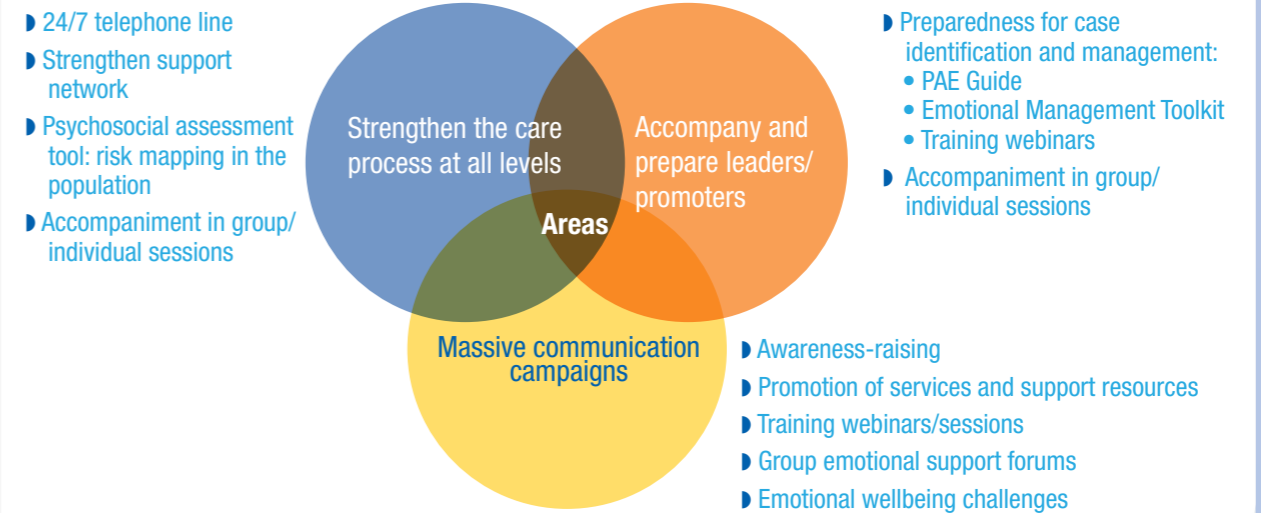 ◗ 24/7 telephone line
◗ Strengthen support
network
◗ Psychosocial assessment
tool: risk mapping in the
population
◗ Accompaniment in group/
individual sessions
Strengthen the care
process at all levels
Accompany and
prepare leaders/
promoters
Areas
Massive communication
campaigns
◗ Preparedness for case
identification and management:
• PAE Guide
• Emotional Management Toolkit
• Training webinars
◗ Accompaniment in group/
individual sessions
◗ Awareness-raising
◗ Promotion of services and support resources
◗ Training webinars/sessions
◗ Group emotional support forums
◗ Emotional wellbeing challenges